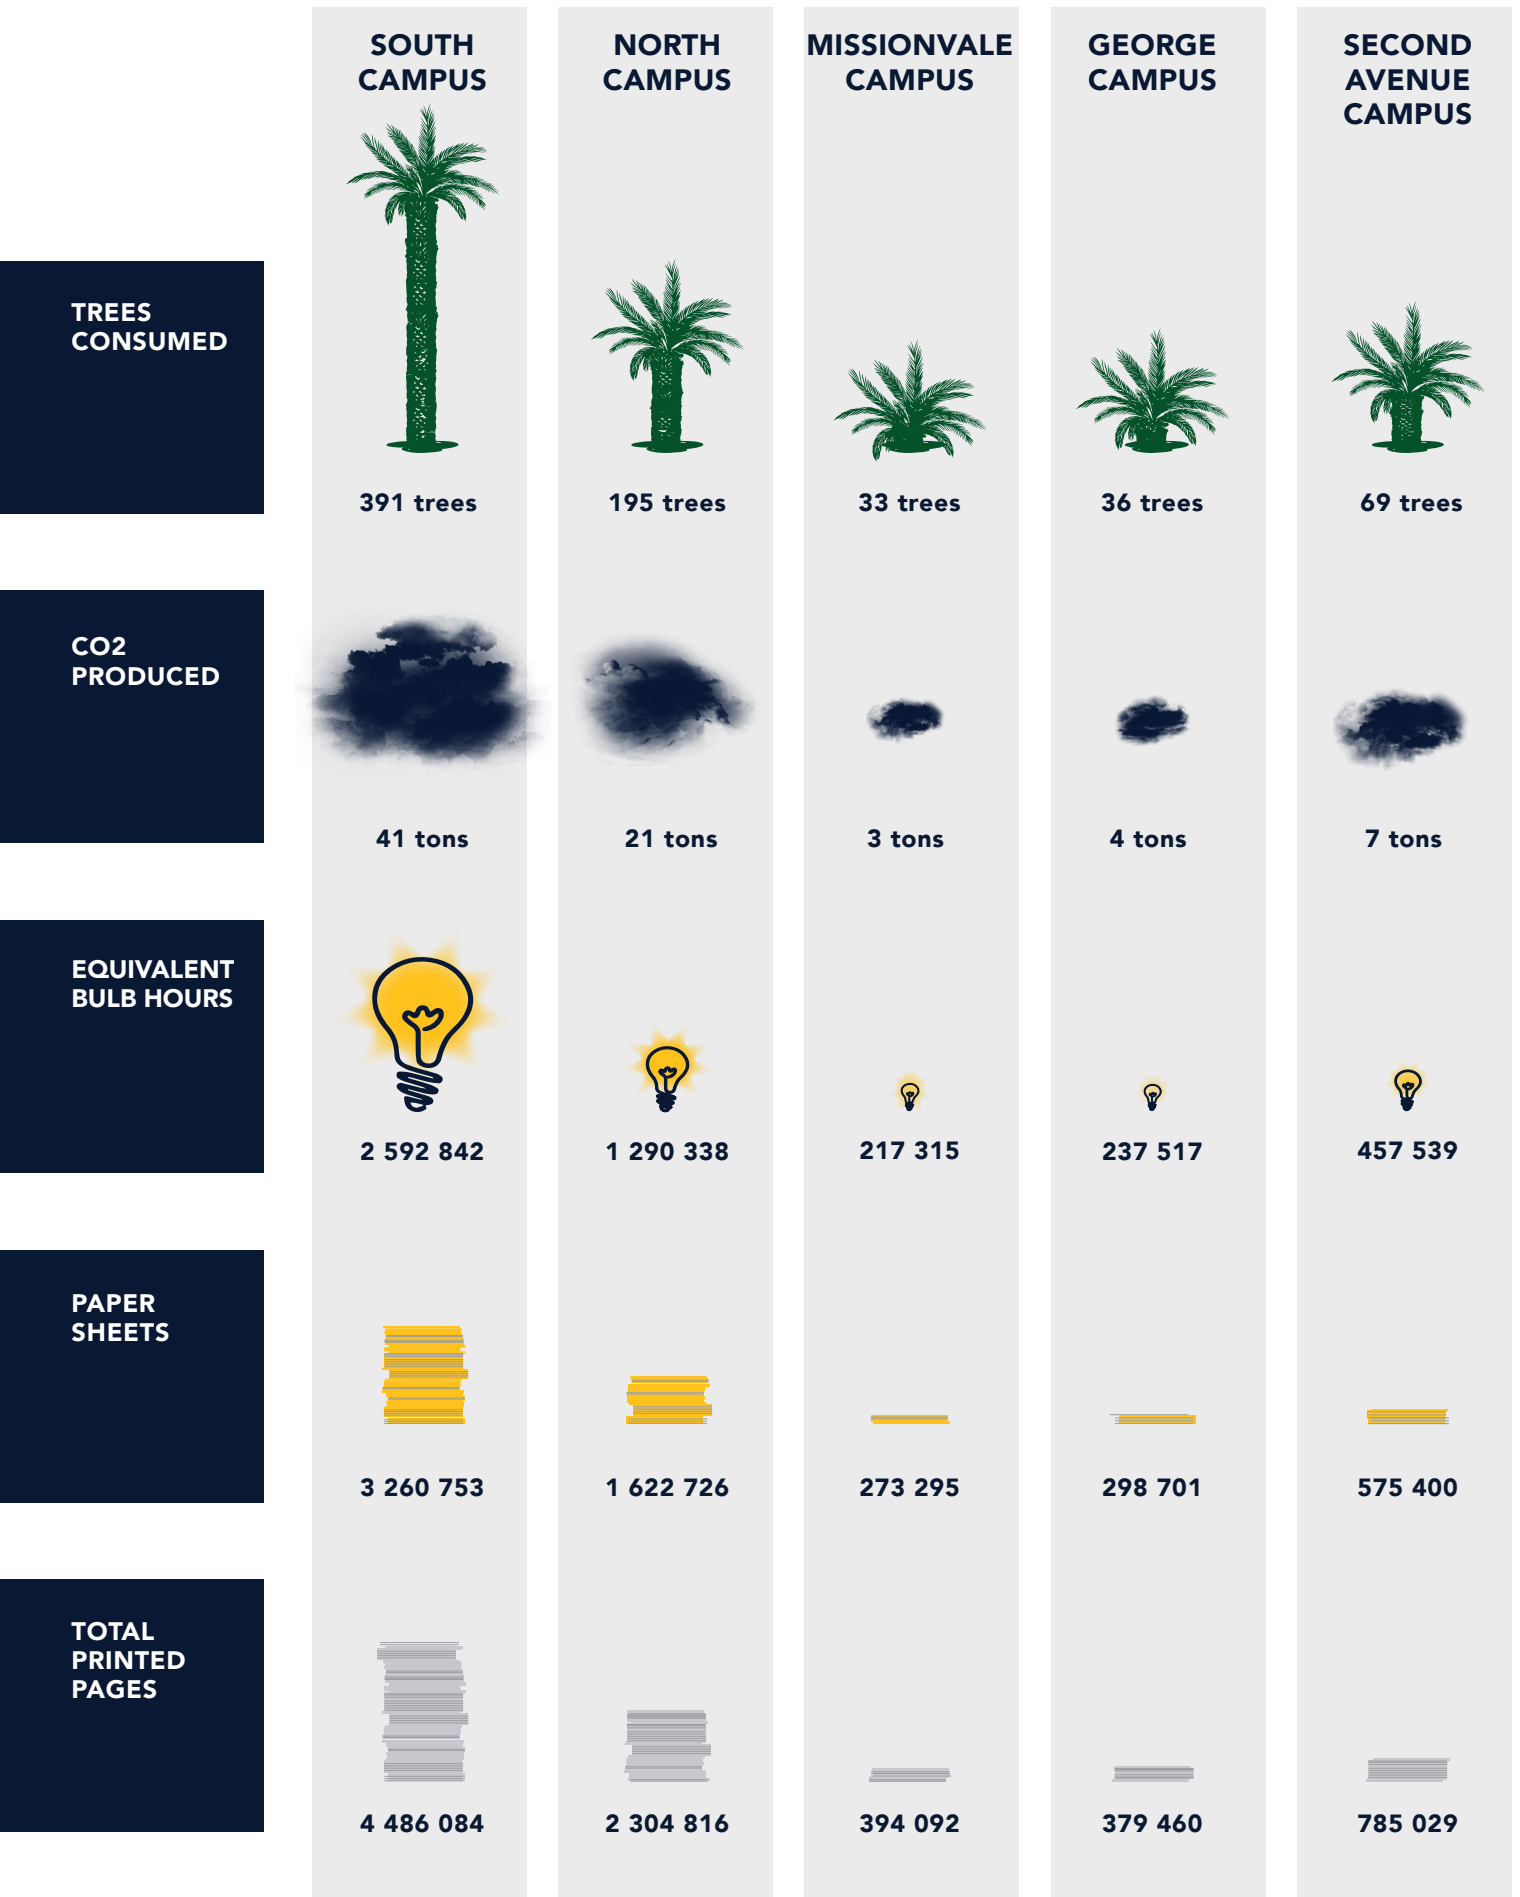 SOUTH
CAMPUS
NORTH
CAMPUS
MISSIONVALE
CAMPUS
GEORGE
CAMPUS
SECOND
AVENUE
CAMPUS
TREES
CONSUMED
391 trees
195 trees
33 trees
36 trees
69 trees
CO2
PRODUCED
41 tons
21 tons
3 tons
4 tons
7 tons
EQUIVALENT
BULB HOURS
2 592 842
1 290 338
217 315
237 517
457 539
PAPER
SHEETS
3 260 753
1 622 726
273 295
298 701
575 400
TOTAL
PRINTED
PAGES
4 486 084
2 304 816
394 092
379 460
785 029